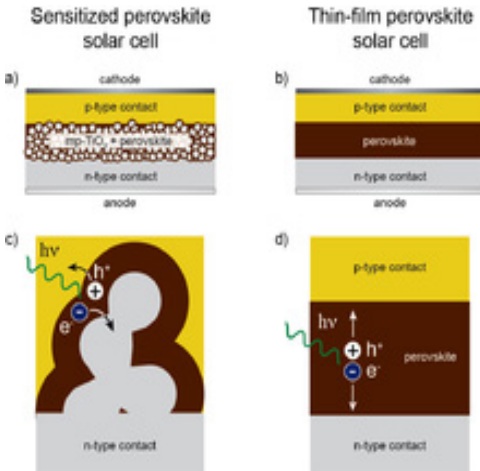 Sensitized perovskite
solar cell
Thin-film perovskite
solar cell
a)
cathode
p-type contact
mp-TiO₂ + perovskite
n-type contact
anode
b)
cathode
p-type contact
perovskite
n-type contact
anode
c)
hν
h⁺
+
e⁻
-
n-type contact
d)
p-type contact
hν
+
h⁺
perovskite
-
e⁻
n-type contact